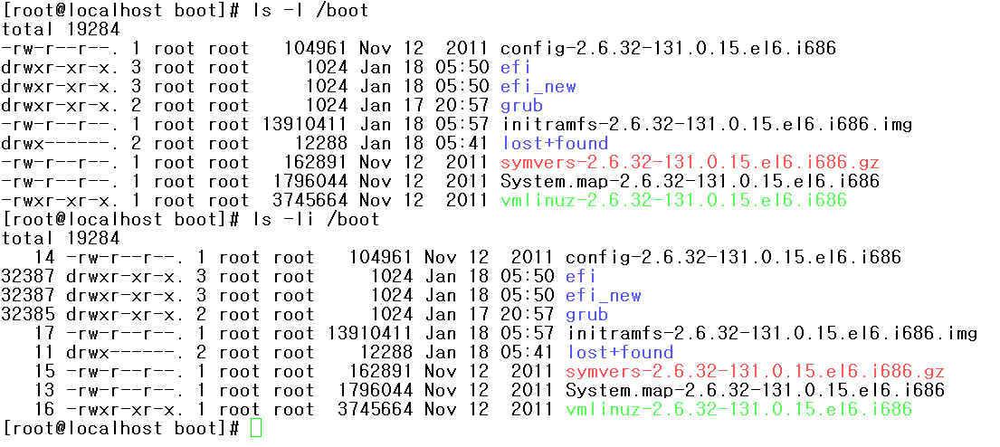 [root@localhost boot]# ls -l /boot
total 19284
-rw-r--r--. 1 root root   104961 Nov 12  2011 config-2.6.32-131.0.15.el6.i686
drwxr-xr-x. 3 root root     1024 Jan 18 05:50 efi
drwxr-xr-x. 3 root root     1024 Jan 18 05:50 efi_new
drwxr-xr-x. 2 root root     1024 Jan 17 20:57 grub
-rw-r--r--. 1 root root 13910411 Jan 18 05:57 initramfs-2.6.32-131.0.15.el6.i686.img
drwx------. 2 root root    12288 Jan 18 05:41 lost+found
-rw-r--r--. 1 root root   162891 Nov 12  2011 symvers-2.6.32-131.0.15.el6.i686.gz
-rw-r--r--. 1 root root  1796044 Nov 12  2011 System.map-2.6.32-131.0.15.el6.i686
-rwxr-xr-x. 1 root root  3745664 Nov 12  2011 vmlinuz-2.6.32-131.0.15.el6.i686
[root@localhost boot]# ls -li /boot
total 19284
   14 -rw-r--r--. 1 root root   104961 Nov 12  2011 config-2.6.32-131.0.15.el6.i686
32387 drwxr-xr-x. 3 root root     1024 Jan 18 05:50 efi
32387 drwxr-xr-x. 3 root root     1024 Jan 18 05:50 efi_new
32385 drwxr-xr-x. 2 root root     1024 Jan 17 20:57 grub
   17 -rw-r--r--. 1 root root 13910411 Jan 18 05:57 initramfs-2.6.32-131.0.15.el6.i686.img
   11 drwx------. 2 root root    12288 Jan 18 05:41 lost+found
   15 -rw-r--r--. 1 root root   162891 Nov 12  2011 symvers-2.6.32-131.0.15.el6.i686.gz
   13 -rw-r--r--. 1 root root  1796044 Nov 12  2011 System.map-2.6.32-131.0.15.el6.i686
   16 -rwxr-xr-x. 1 root root  3745664 Nov 12  2011 vmlinuz-2.6.32-131.0.15.el6.i686
[root@localhost boot]#